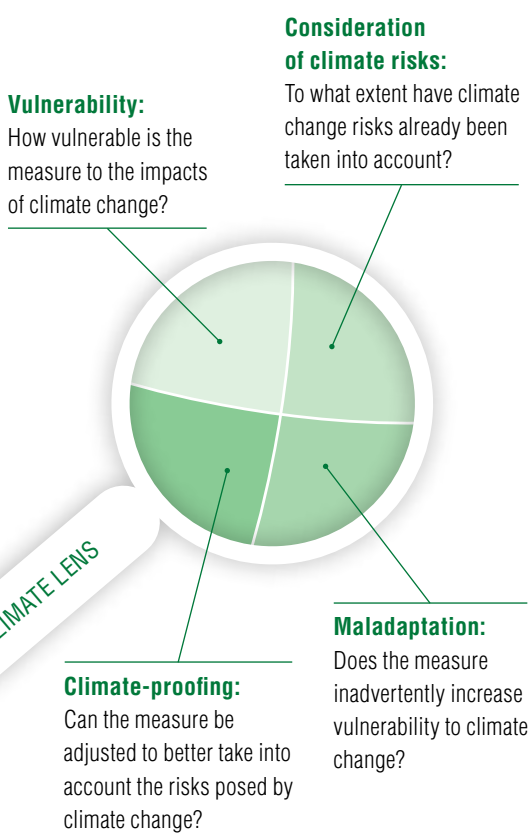 Consideration
of climate risks:
To what extent have climate
change risks already been
taken into account?
Vulnerability:
How vulnerable is the
measure to the impacts
of climate change?
LENS
Maladaptation:
Does the measure
inadvertently increase
vulnerability to climate
change?
Climate-proofing:
Can the measure be
adjusted to better take into
account the risks posed by
climate change?